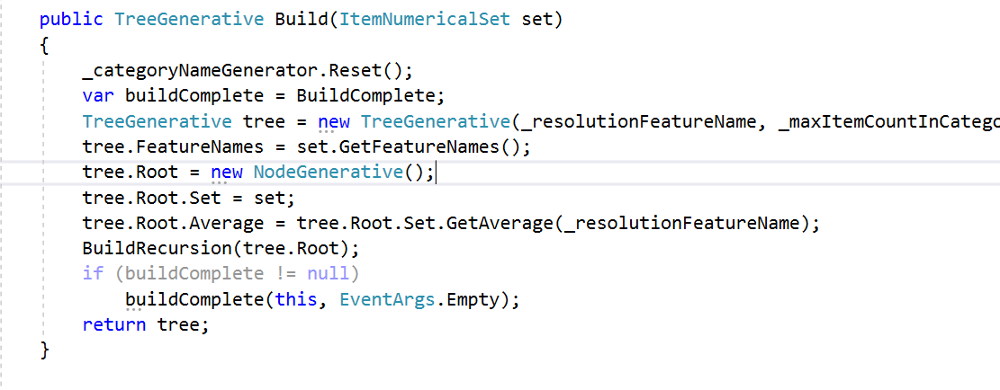 public TreeGenerative Build(ItemNumericalSet set)
{
_categoryNameGenerator.Reset();
var buildComplete = BuildComplete;
TreeGenerative tree = new TreeGenerative(_resolutionFeatureName, _maxItemCountInCatego
tree.FeatureNames = set.GetFeatureNames();
tree.Root = new NodeGenerative();
tree.Root.Set = set;
tree.Root.Average = tree.Root.Set.GetAverage(_resolutionFeatureName);
BuildRecursion(tree.Root);
if (buildComplete != null)
buildComplete(this, EventArgs.Empty);
return tree;
}